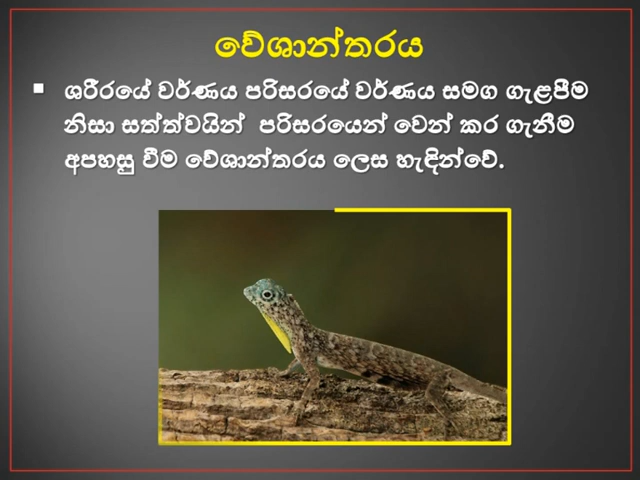 වේශාන්තරය
ශරීරයේ වර්ණය පරිසරයේ වර්ණය සමග ගැළපීම
නිසා සත්ත්වයින් පරිසරයෙන් වෙන් කර ගැනීම
අපහසු වීම වේශාන්තරය ලෙස හැඳින්වේ.